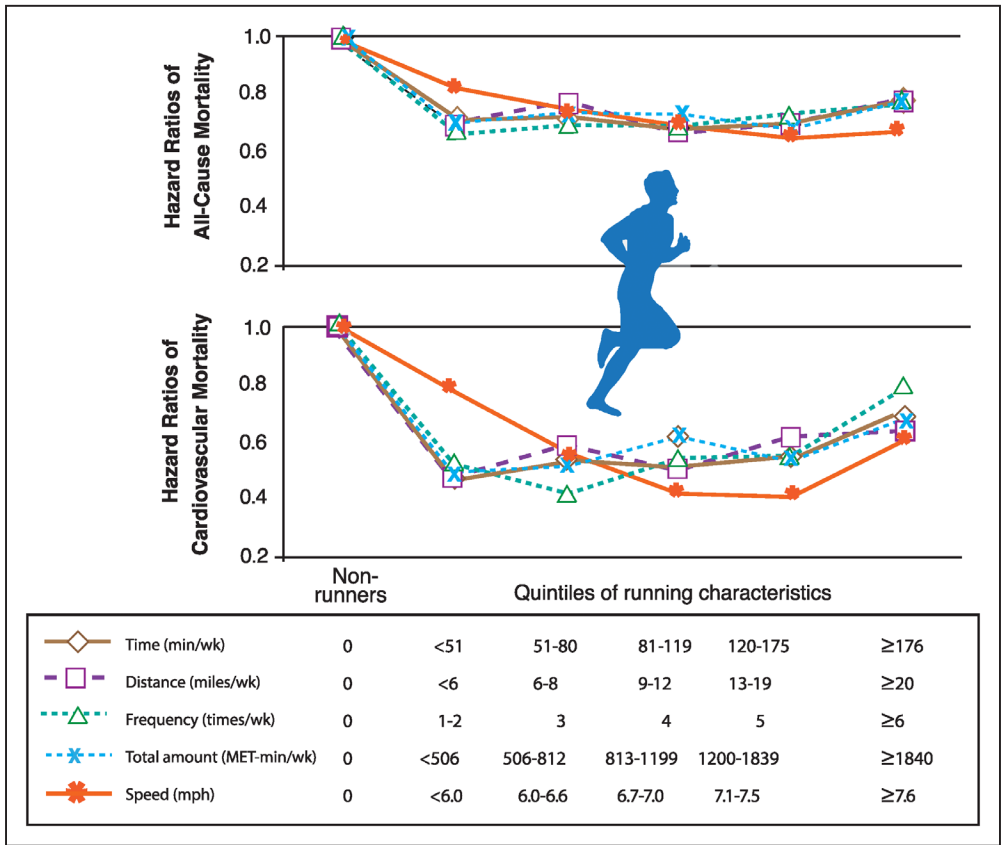 Hazard Ratios of
All-Cause Mortality
1.0
0.8
0.6
0.4
0.2
Hazard Ratios of
Cardiovascular Mortality
1.0
0.8
0.6
0.4
0.2
Non-
runners
Quintiles of running characteristics
Time (min/wk) 0 <51 51-80 81-119 120-175 ≥176
Distance (miles/wk) 0 <6 6-8 9-12 13-19 ≥20
Frequency (times/wk) 0 1-2 3 4 5 ≥6
Total amount (MET-min/wk) 0 <506 506-812 813-1199 1200-1839 ≥1840
Speed (mph) 0 <6.0 6.0-6.6 6.7-7.0 7.1-7.5 ≥7.6